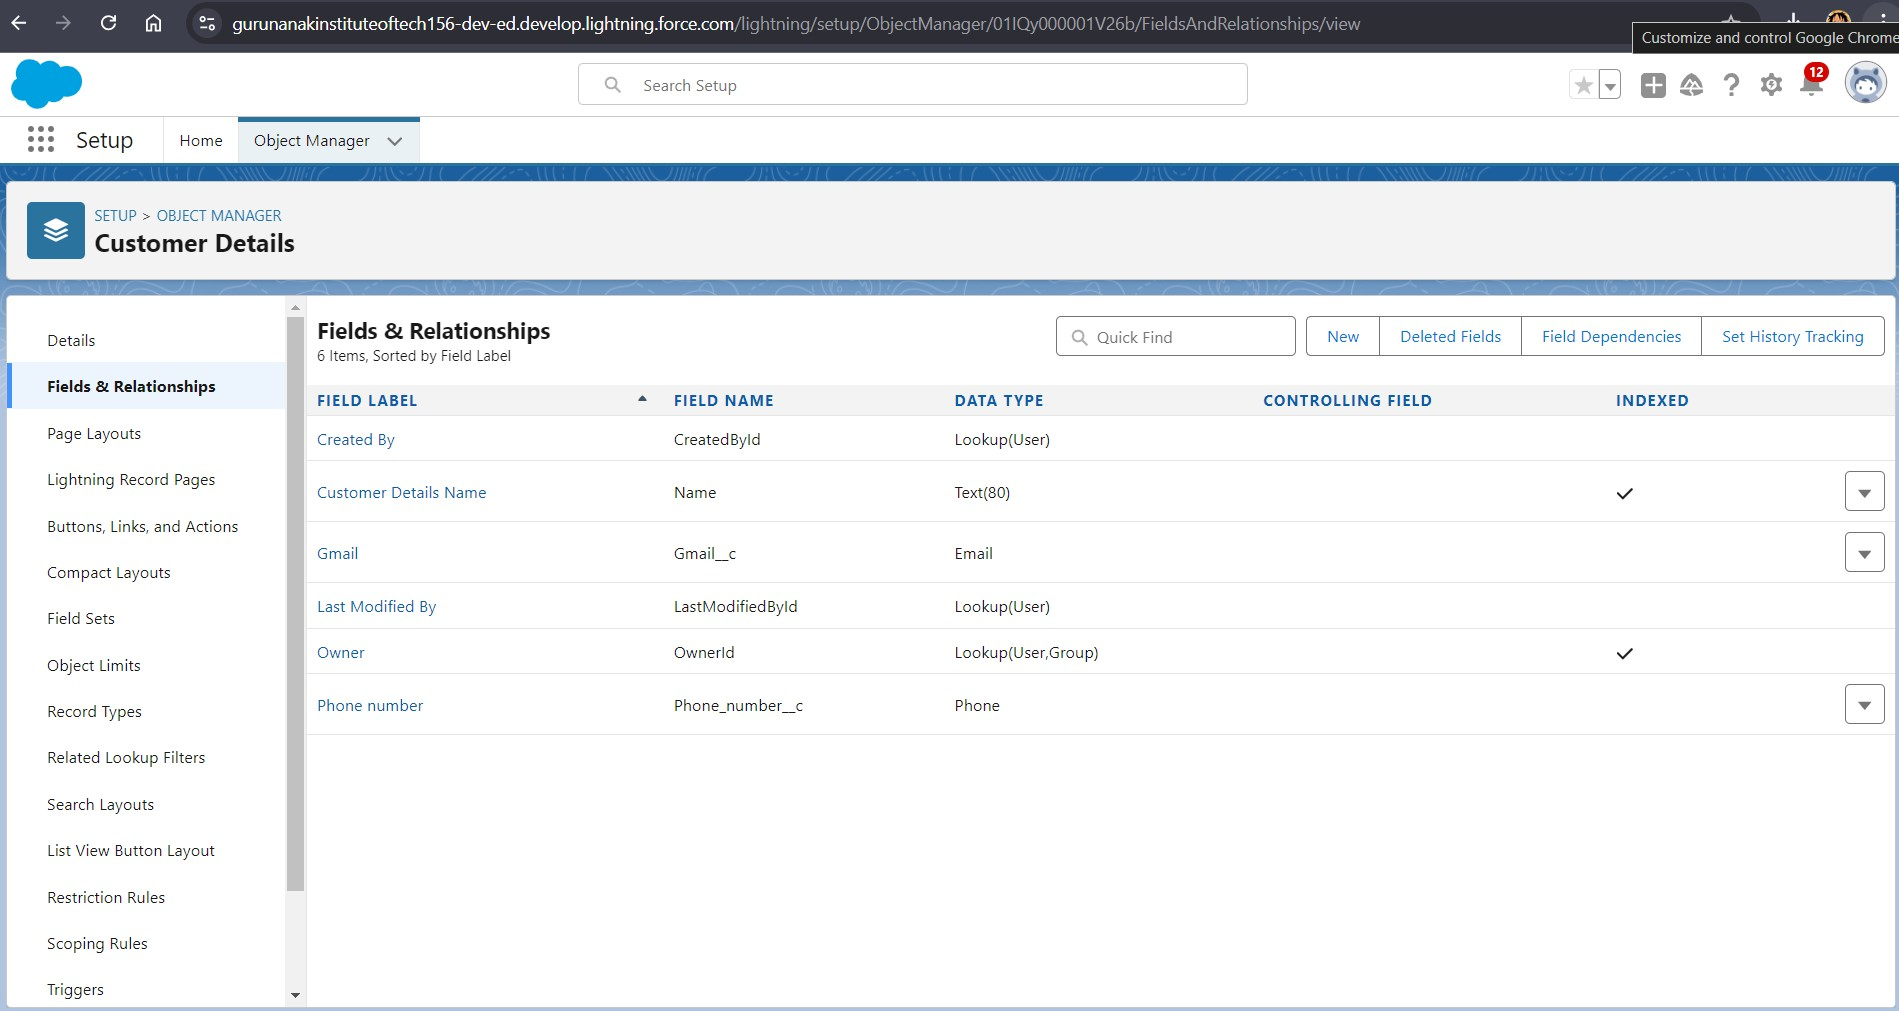 gurunanakinstituteoftech156-dev-ed.develop.lightning.force.com/lightning/setup/ObjectManager/01IQy000001V26b/FieldsAndRelationships/view
Customize and control Google Chrome
Search Setup
12
Setup
Home
Object Manager
SETUP > OBJECT MANAGER
Customer Details
Details
Fields & Relationships
Page Layouts
Lightning Record Pages
Buttons, Links, and Actions
Compact Layouts
Field Sets
Object Limits
Record Types
Related Lookup Filters
Search Layouts
List View Button Layout
Restriction Rules
Scoping Rules
Triggers
Fields & Relationships
6 Items, Sorted by Field Label
Quick Find
New
Deleted Fields
Field Dependencies
Set History Tracking
FIELD LABEL FIELD NAME DATA TYPE CONTROLLING FIELD INDEXED
Created By CreatedById Lookup(User)
Customer Details Name Name Text(80)
Gmail Gmail__c Email
Last Modified By LastModifiedById Lookup(User)
Owner OwnerId Lookup(User,Group)
Phone number Phone_number__c Phone